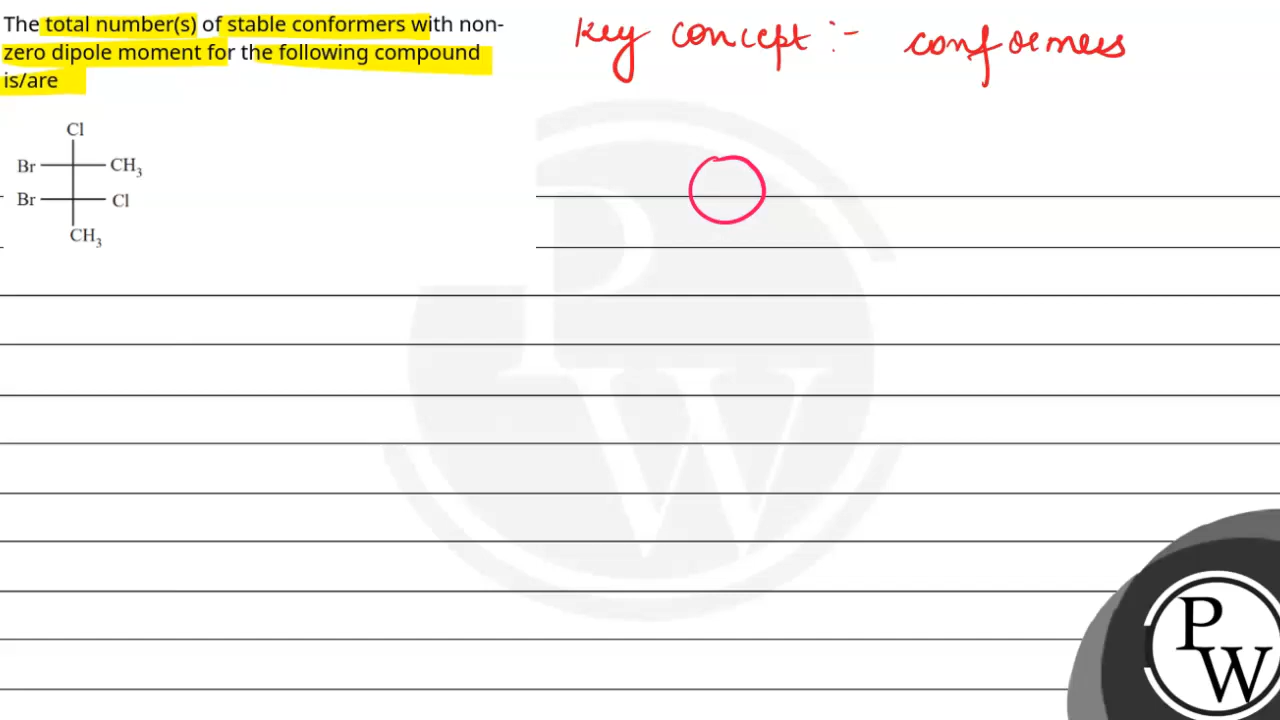 The total number(s) of stable conformers with non-
zero dipole moment for the following compound
is/are
Key concept :- conformers
Cl
Br CH3
Br Cl
CH3
P
W
P
W